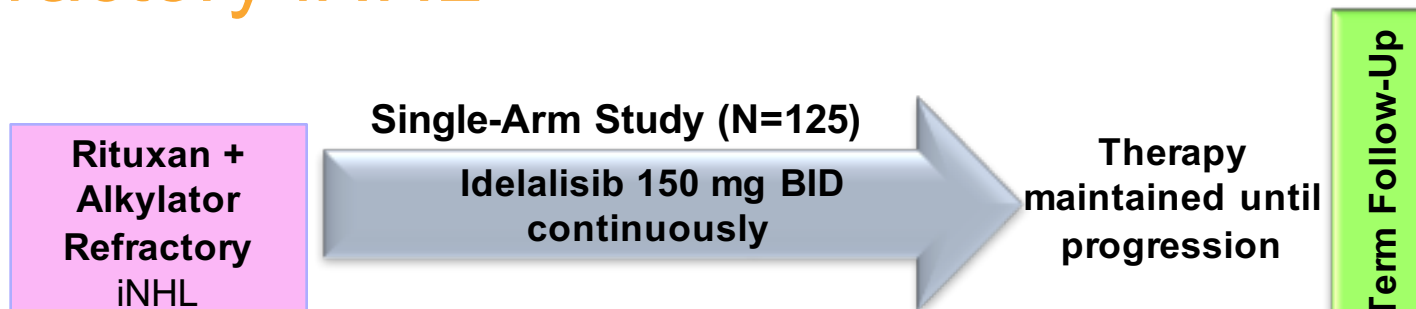 Single-Arm Study (N=125)
Rituxan +
Alkylator
Refractory
iNHL
Idelalisib 150 mg BID
continuously
Therapy
maintained until
progression
Term Follow-Up